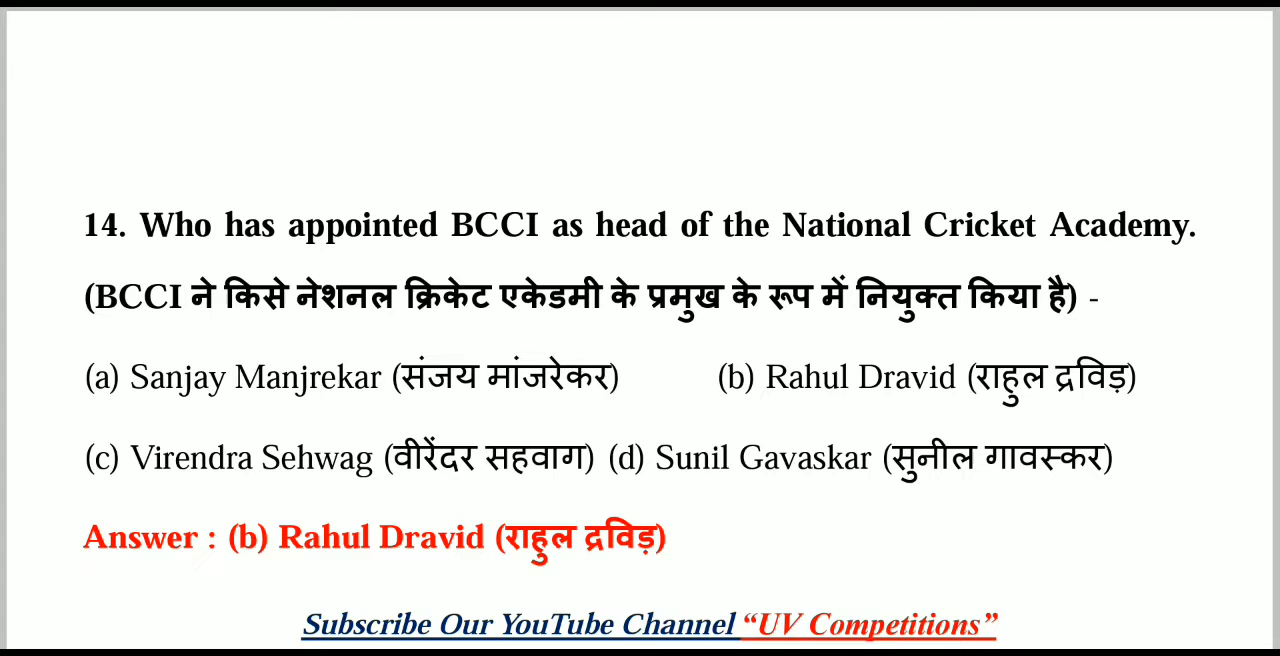 14. Who has appointed BCCI as head of the National Cricket Academy.
(BCCI ने किसे नेशनल क्रिकेट एकेडमी के प्रमुख के रूप में नियुक्त किया है) -
(a) Sanjay Manjrekar (संजय मांजरेकर) (b) Rahul Dravid (राहुल द्रविड़)
(c) Virendra Sehwag (वीरेंदर सहवाग) (d) Sunil Gavaskar (सुनील गावस्कर)
Answer : (b) Rahul Dravid (राहुल द्रविड़)
Subscribe Our YouTube Channel “UV Competitions”